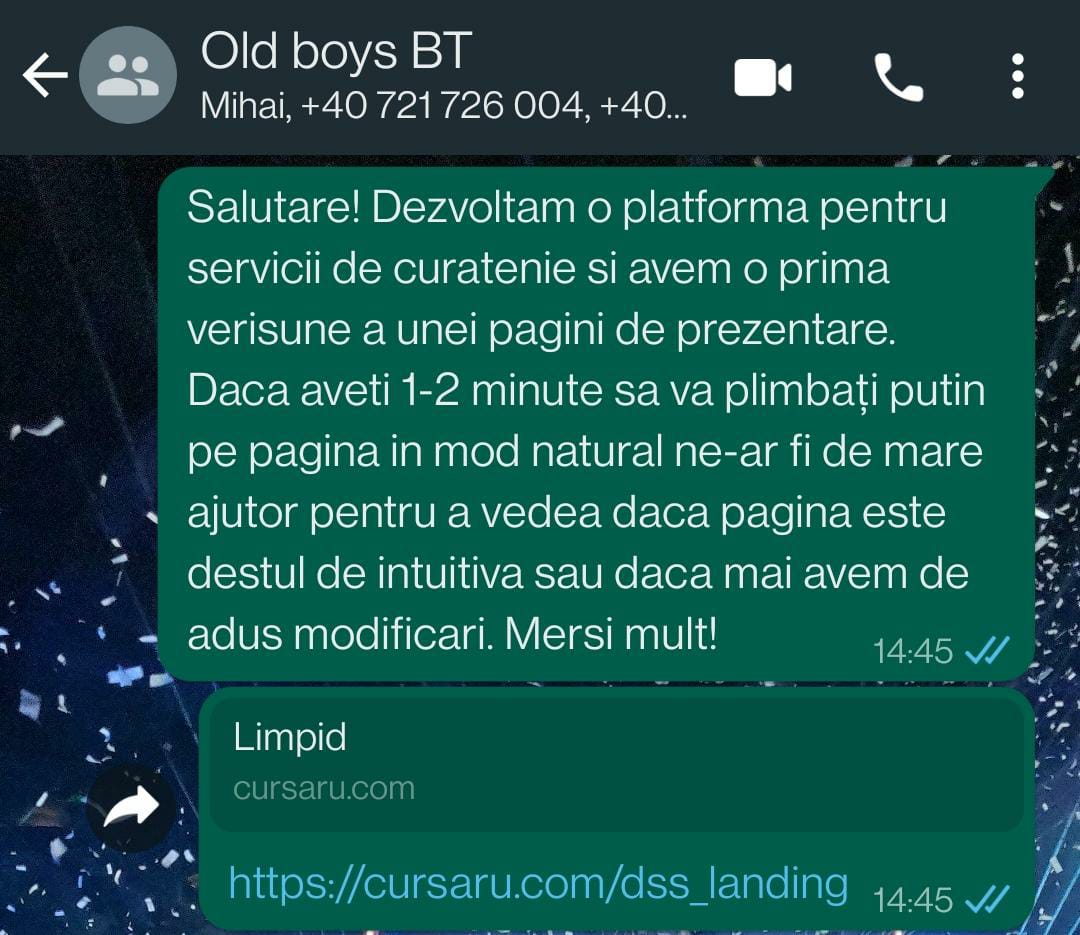 Old boys BT
Mihai, +40 721 726 004, +40...
Salutare! Dezvoltam o platforma pentru
servicii de curatenie si avem o prima
verisune a unei pagini de prezentare.
Daca aveti 1-2 minute sa va plimbați putin
pe pagina in mod natural ne-ar fi de mare
ajutor pentru a vedea daca pagina este
destul de intuitiva sau daca mai avem de
adus modificari. Mersi mult!
14:45
Limpid
cursaru.com
https://cursaru.com/dss_landing
14:45